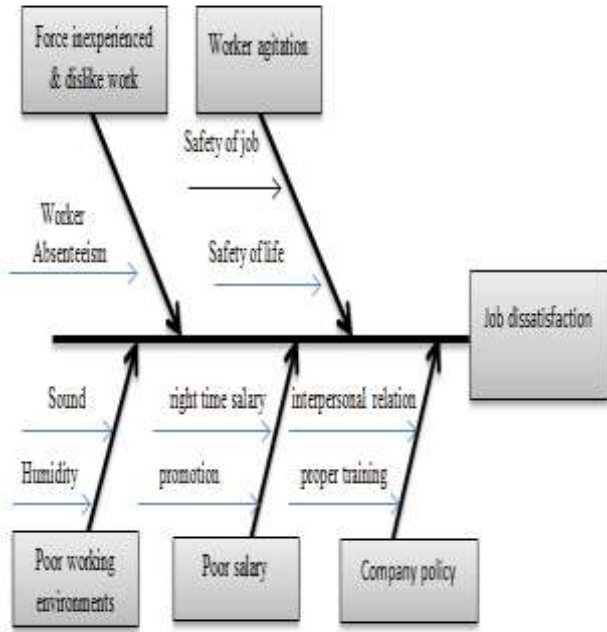 Force inexperienced
& dislike work
Worker agitation
Safety of job
Worker
Absenteeism
Safety of life
Job dissatisfaction
Sound
right time salary
interpersonal relation
Humidity
promotion
proper training
Poor working
environments
Poor salary
Company policy